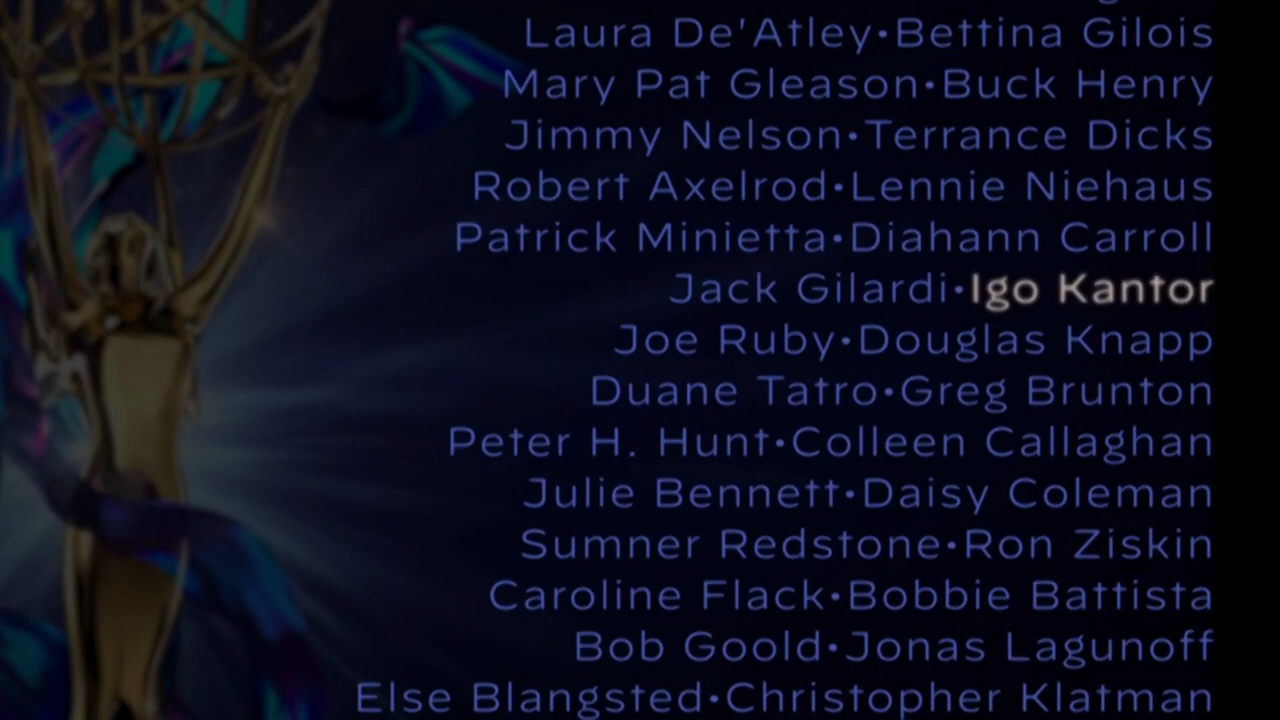 Laura De'Atley•Bettina Gilois
Mary Pat Gleason•Buck Henry
Jimmy Nelson•Terrance Dicks
Robert Axelrod•Lennie Niehaus
Patrick Minietta•Diahann Carroll
Jack Gilardi•Igo Kantor
Joe Ruby•Douglas Knapp
Duane Tatro•Greg Brunton
Peter H. Hunt•Colleen Callaghan
Julie Bennett•Daisy Coleman
Sumner Redstone•Ron Ziskin
Caroline Flack•Bobbie Battista
Bob Goold•Jonas Lagunoff
Else Blangsted•Christopher Klatman